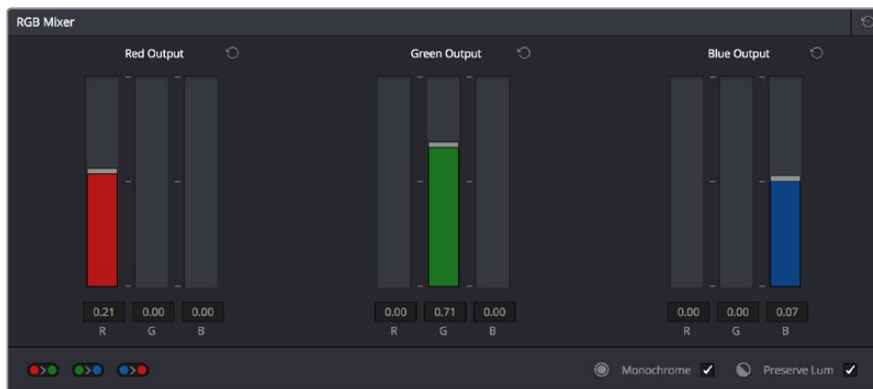 RGB Mixer
Red Output
Green Output
Blue Output
0.21 0.00 0.00
R G B
0.00 0.71 0.00
R G B
0.00 0.00 0.07
R G B
Monochrome
Preserve Lum